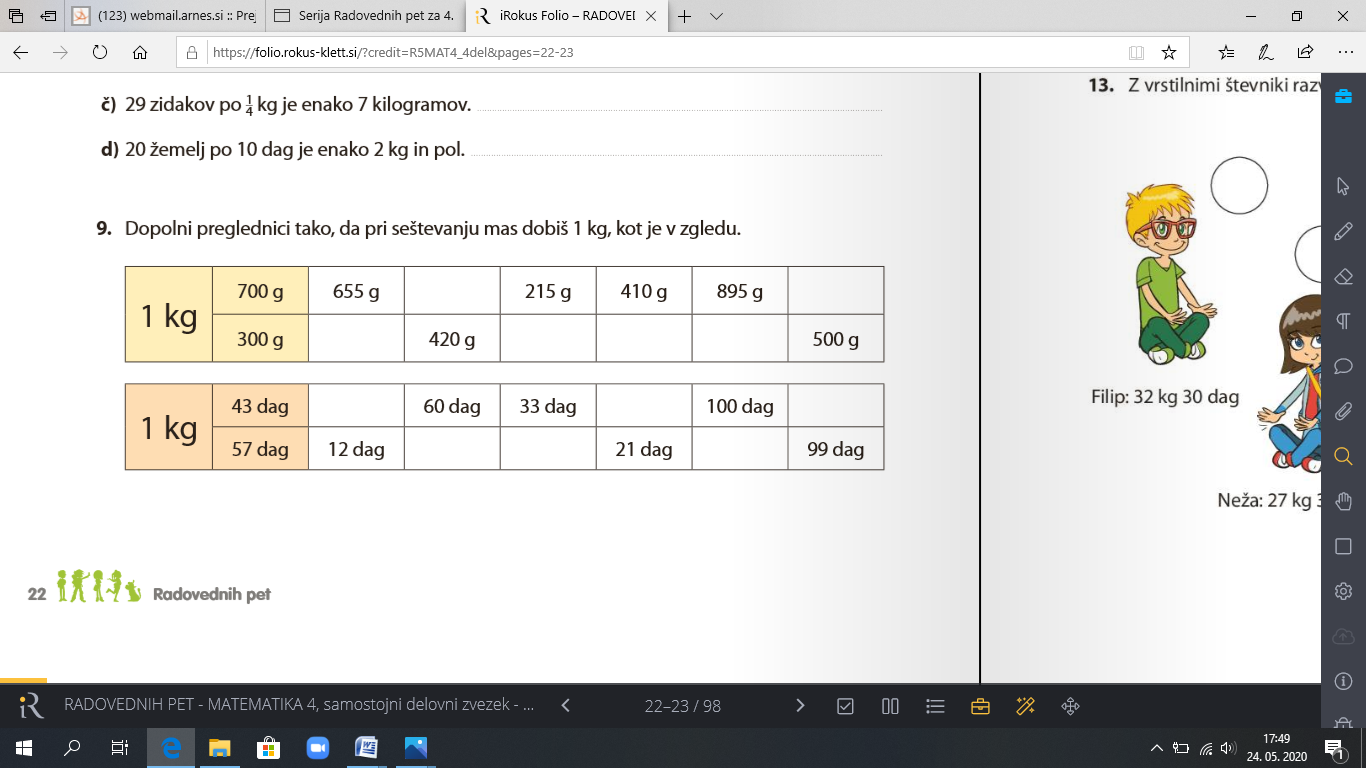 (123) webmail.arnes.si :: Prej
Serija Radovednih pet za 4.
iRokus Folio – RADOVED
https://folio.rokus-klett.si/?credit=R5MAT4_4del&pages=22-23
č) 29 zidakov po 1/4 kg je enako 7 kilogramov.
d) 20 žemelj po 10 dag je enako 2 kg in pol.
9. Dopolni preglednici tako, da pri seštevanju mas dobiš 1 kg, kot je v zgledu.
1 kg
700 g 655 g 215 g 410 g 895 g
300 g 420 g 500 g
1 kg
43 dag 60 dag 33 dag 100 dag
57 dag 12 dag 21 dag 99 dag
22 Radovednih pet
13. Z vrstilnimi števniki razv
Filip: 32 kg 30 dag
Neža: 27 kg 3
RADOVEDNIH PET - MATEMATIKA 4, samostojni delovni zvezek - ...
22–23 / 98
17:49
24. 05. 2020
1